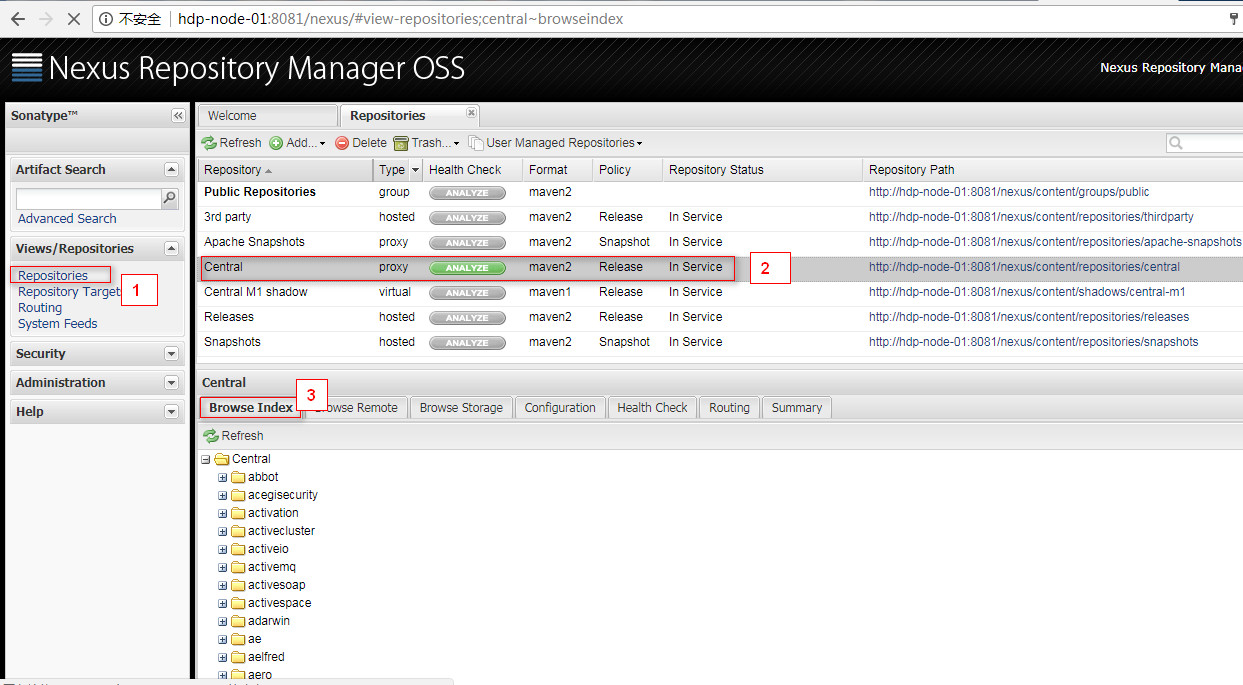 不安全 hdp-node-01:8081/nexus/#view-repositories;central~browseindex
Nexus Repository Manager OSS
Nexus Repository Mana
Sonatype™
Welcome Repositories
Refresh Add... Delete Trash... User Managed Repositories
Artifact Search
Advanced Search
Views/Repositories
Repositories
1
Repository Target
Routing
System Feeds
Security
Administration
Help
Repository Type Health Check Format Policy Repository Status Repository Path
Public Repositories group ANALYZE maven2 http://hdp-node-01:8081/nexus/content/groups/public
3rd party hosted ANALYZE maven2 Release In Service http://hdp-node-01:8081/nexus/content/repositories/thirdparty
Apache Snapshots proxy ANALYZE maven2 Snapshot In Service http://hdp-node-01:8081/nexus/content/repositories/apache-snapshots
Central proxy ANALYZE maven2 Release In Service 2 http://hdp-node-01:8081/nexus/content/repositories/central
Central M1 shadow virtual ANALYZE maven1 Release In Service http://hdp-node-01:8081/nexus/content/shadows/central-m1
Releases hosted ANALYZE maven2 Release In Service http://hdp-node-01:8081/nexus/content/repositories/releases
Snapshots hosted ANALYZE maven2 Snapshot In Service http://hdp-node-01:8081/nexus/content/repositories/snapshots
Central
3
Browse Index owse Remote Browse Storage Configuration Health Check Routing Summary
Refresh
Central
abbot
acegisecurity
activation
activecluster
activeio
activemq
activesoap
activespace
adarwin
ae
aelfred
aero